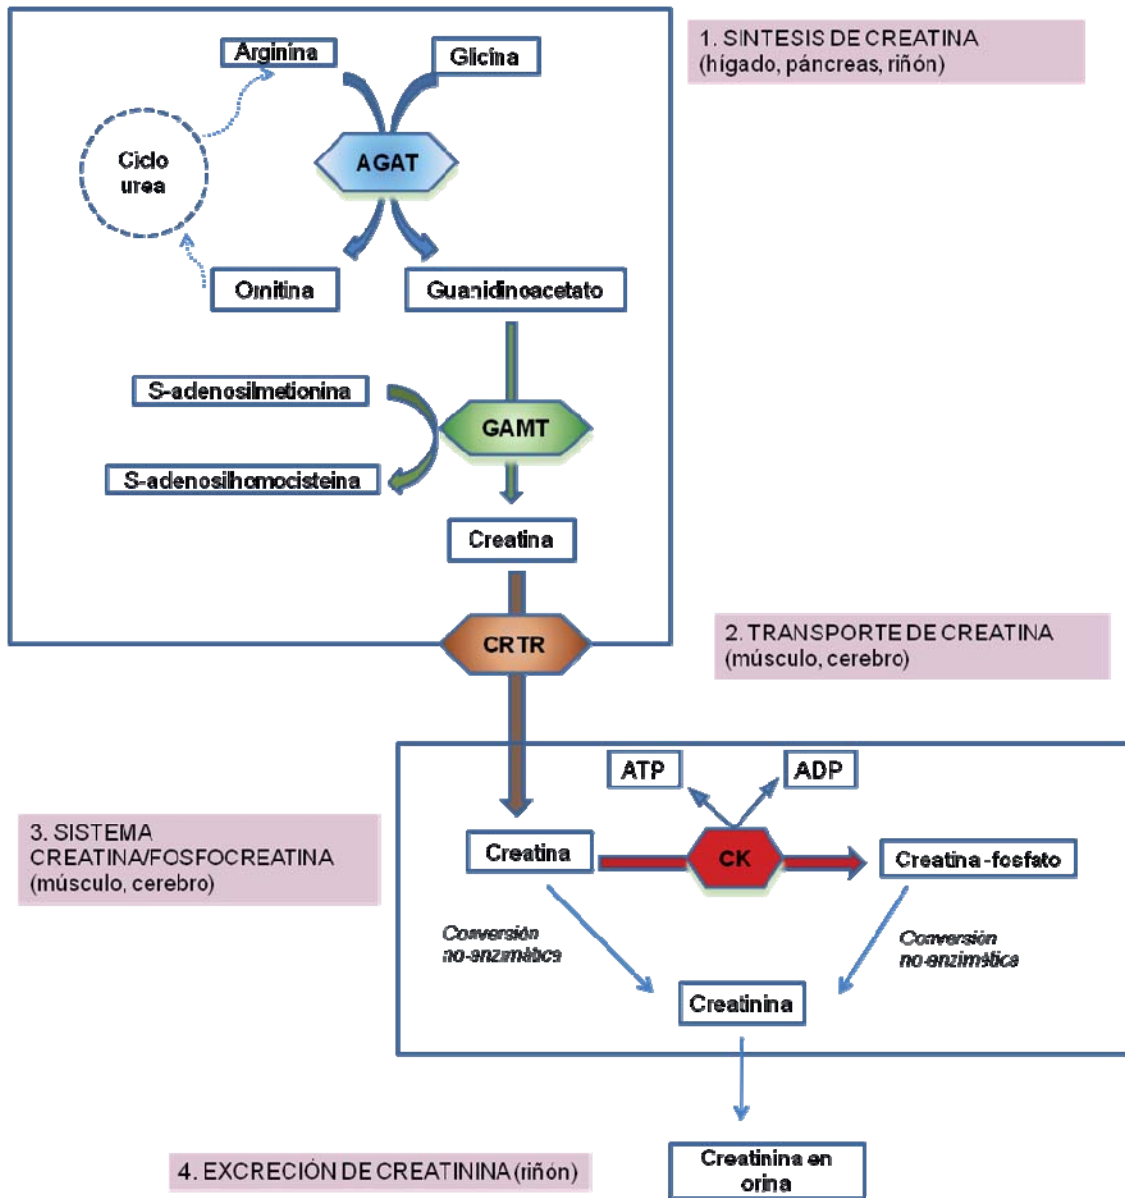 1. SINTESIS DE CREATINA
(hígado, páncreas, riñón)
Arginina
Glicina
Ciclo
urea
AGAT
Ornitina
Guanidinoacetato
S-adenosilmetionina
GAMT
S-adenosilhomocisteina
Creatina
CRTR
2. TRANSPORTE DE CREATINA
(músculo, cerebro)
ATP
ADP
3. SISTEMA
CREATINA/FOSFOCREATINA
(músculo, cerebro)
Creatina
CK
Creatina-fosfato
Conversión
no-enzimática
Conversión
no-enzimática
Creatinina
4. EXCRECIÓN DE CREATININA (riñón)
Creatinina en
orina